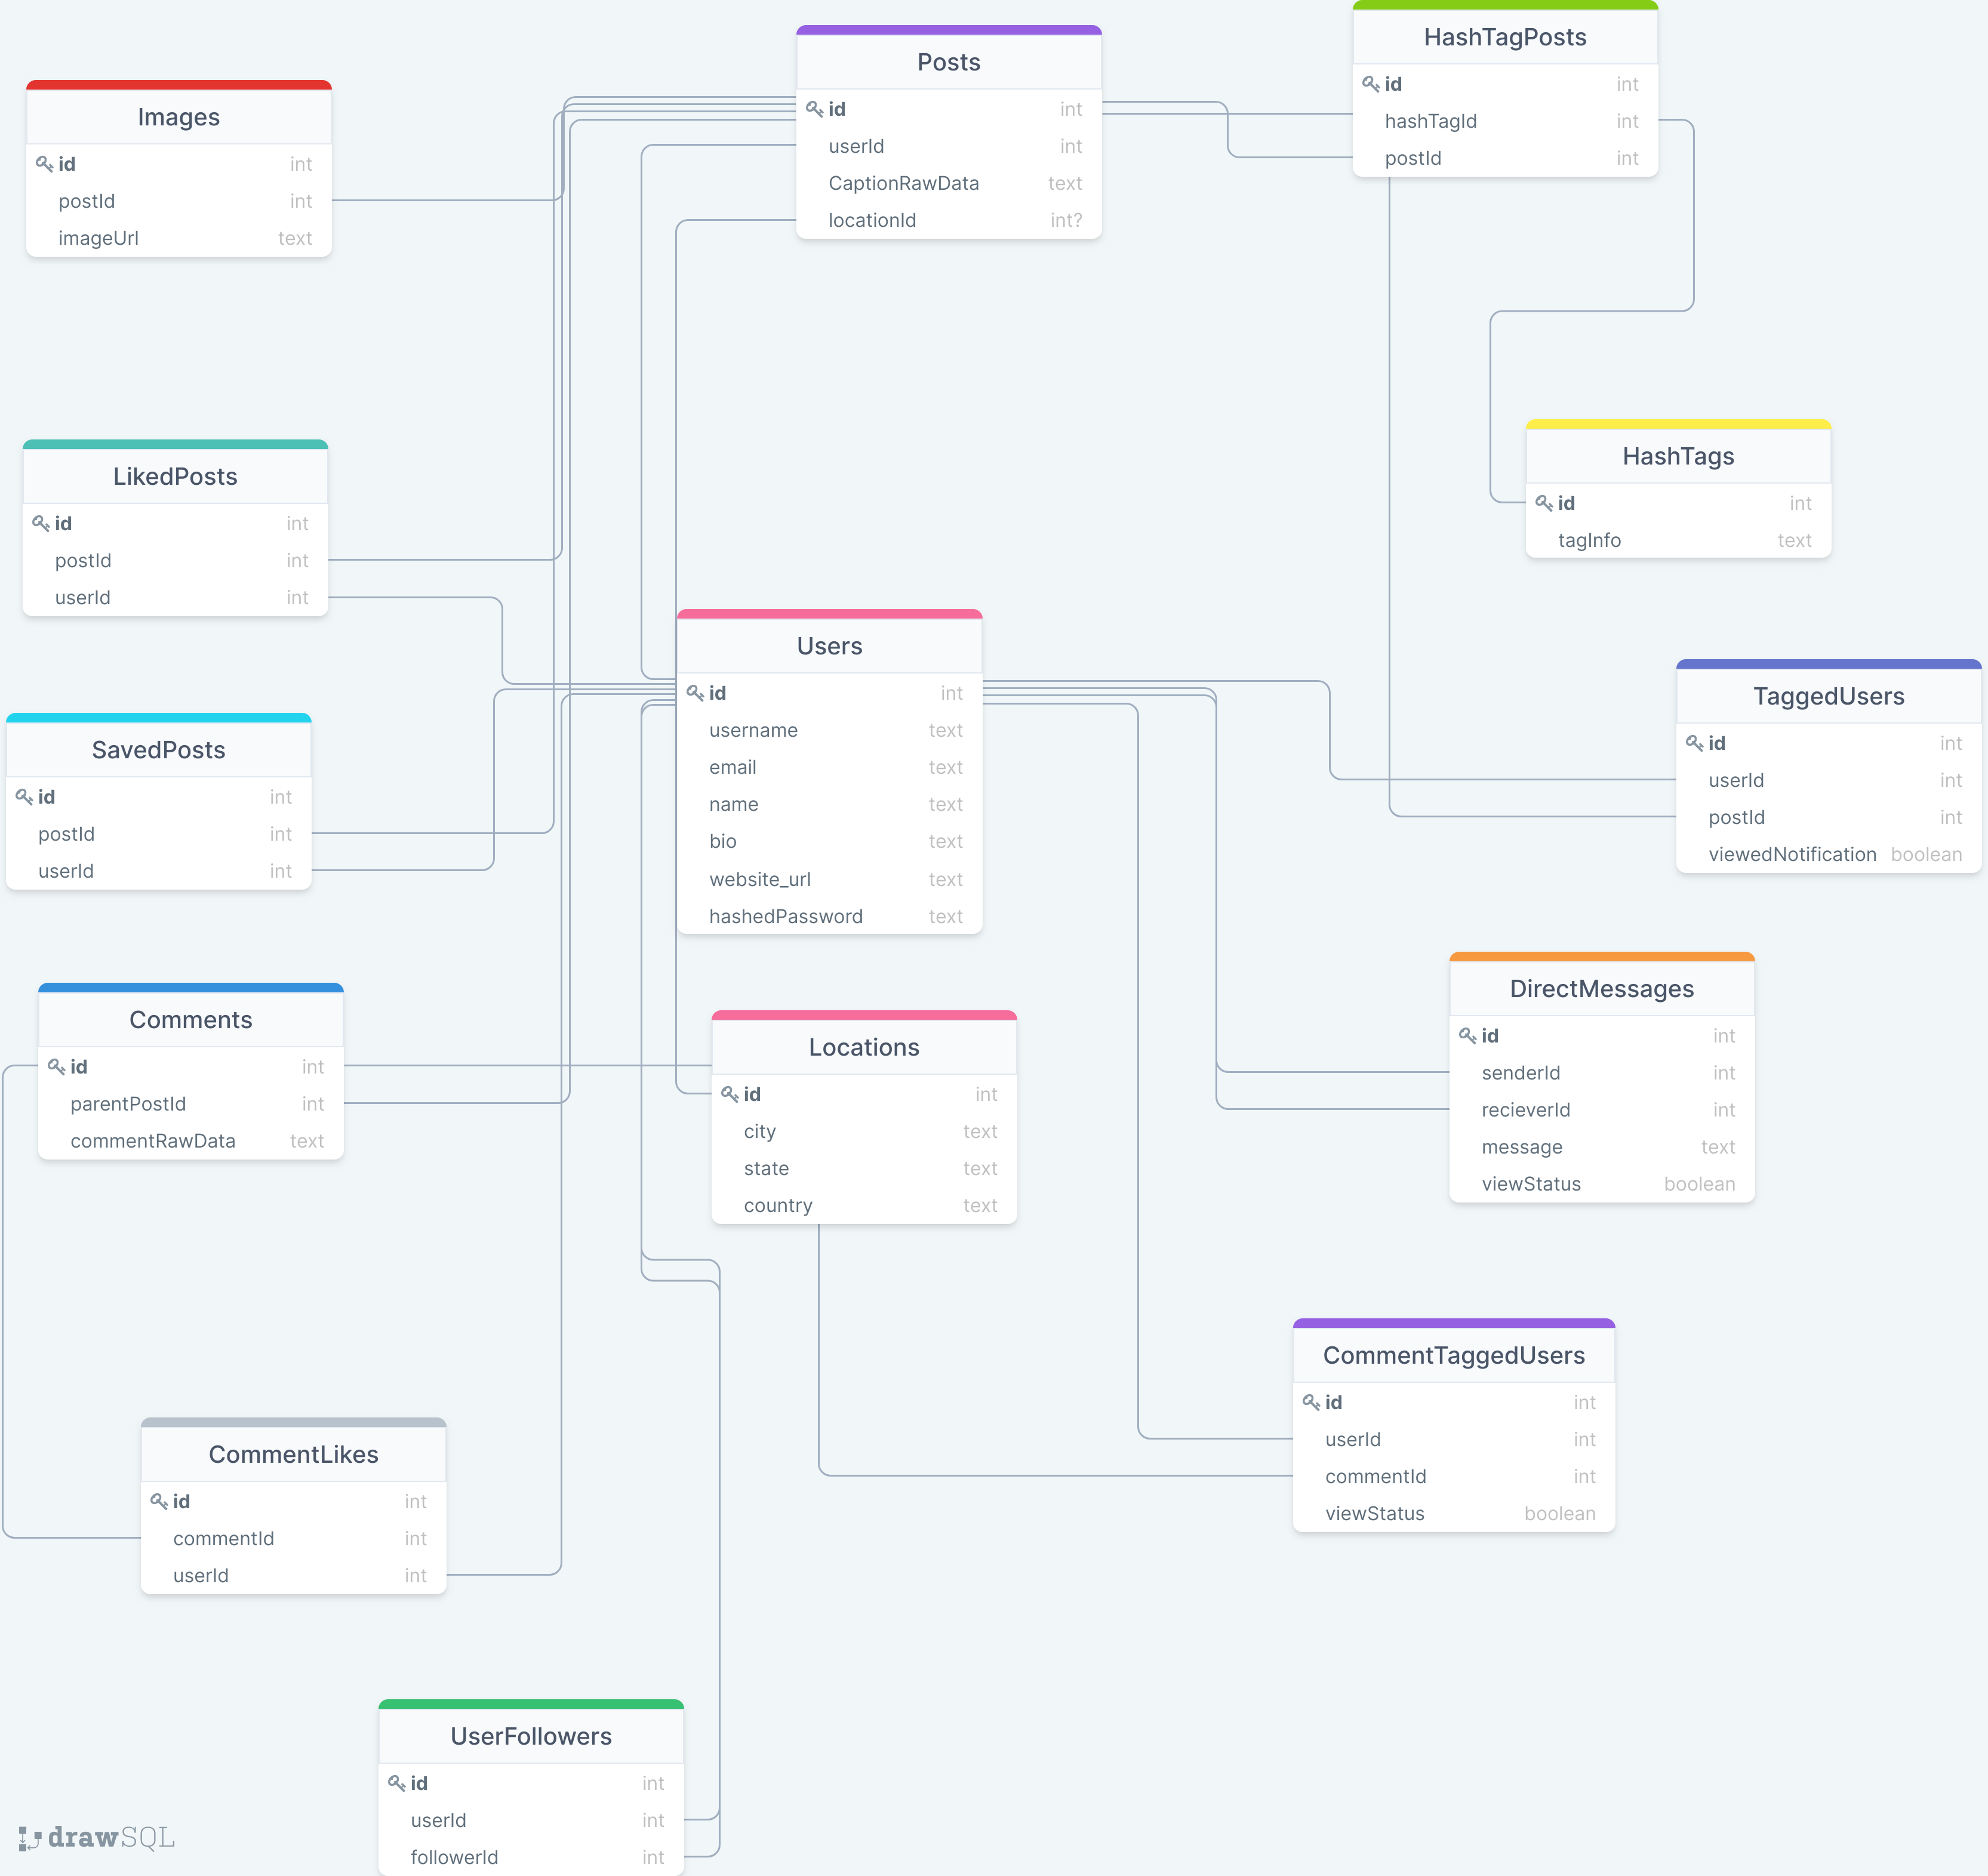 HashTagPosts
id int
hashTagId int
postId int
Posts
id int
userId int
CaptionRawData text
locationId int?
Images
id int
postId int
imageUrl text
HashTags
id int
tagInfo text
LikedPosts
id int
postId int
userId int
Users
id int
username text
email text
name text
bio text
website_url text
hashedPassword text
TaggedUsers
id int
userId int
postId int
viewedNotification boolean
SavedPosts
id int
postId int
userId int
DirectMessages
id int
senderId int
recieverId int
message text
viewStatus boolean
Comments
id int
parentPostId int
commentRawData text
Locations
id int
city text
state text
country text
CommentTaggedUsers
id int
userId int
commentId int
viewStatus boolean
CommentLikes
id int
commentId int
userId int
UserFollowers
id int
userId int
followerId int
drawSQL